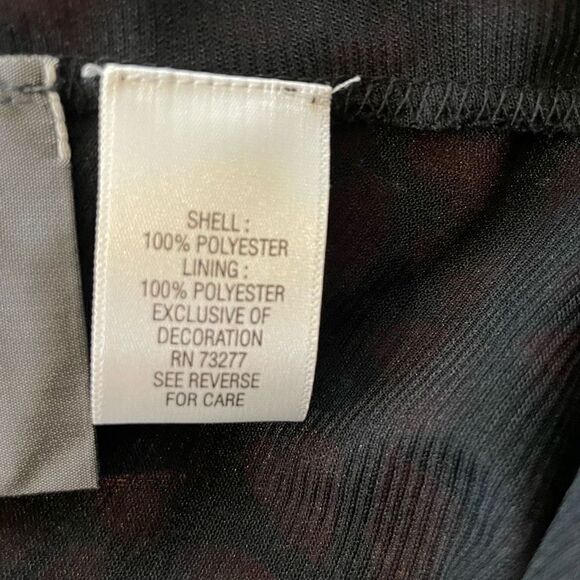 SHELL :
100% POLYESTER
LINING :
100% POLYESTER
EXCLUSIVE OF
DECORATION
RN 73277
SEE REVERSE
FOR CARE